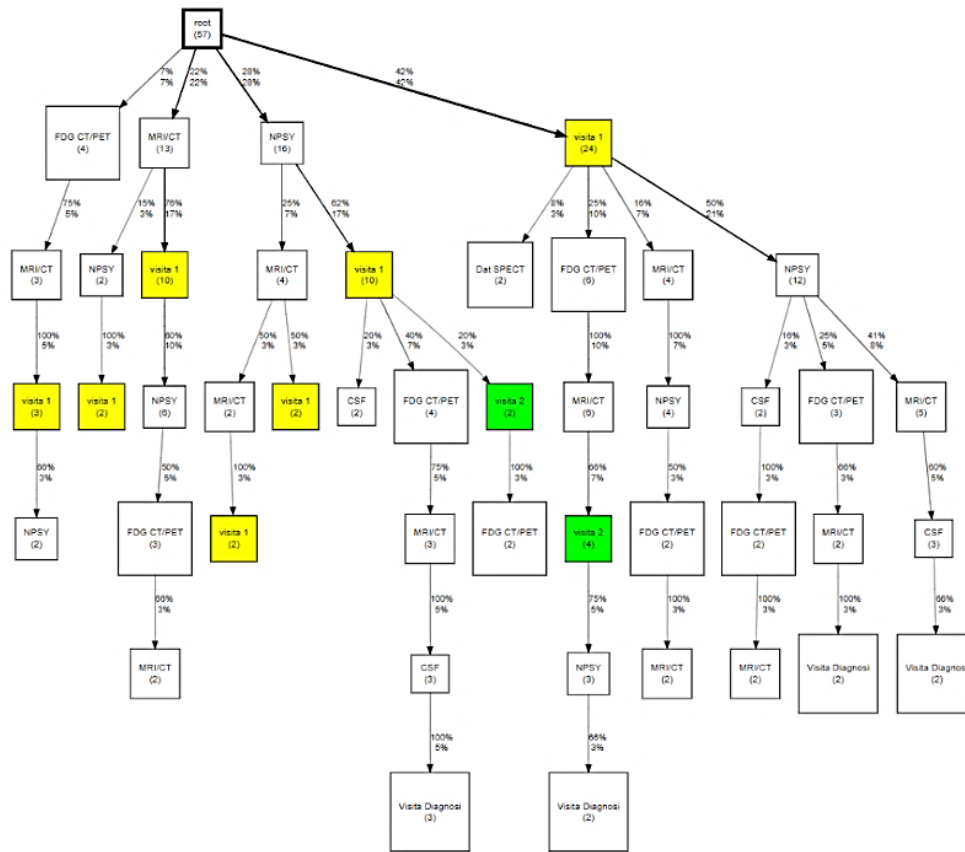 root
(57)
7%
7%
22%
22%
28%
28%
42%
42%
FDG CT/PET
(4)
MRI/CT
(13)
NPSY
(16)
visita 1
(24)
75%
5%
15%
3%
76%
17%
25%
7%
62%
17%
8%
3%
25%
10%
16%
7%
50%
21%
MRI/CT
(3)
NPSY
(2)
visita 1
(10)
MRI/CT
(4)
visita 1
(10)
Dat SPECT
(2)
FDG CT/PET
(6)
MRI/CT
(4)
NPSY
(12)
100%
5%
100%
3%
60%
10%
50%
3%
50%
3%
20%
3%
40%
7%
20%
3%
100%
10%
100%
7%
16%
3%
25%
5%
41%
8%
visita 1
(3)
visita 1
(2)
NPSY
(6)
MRI/CT
(2)
visita 1
(2)
CSF
(2)
FDG CT/PET
(4)
visita 2
(2)
MRI/CT
(6)
NPSY
(4)
CSF
(2)
FDG CT/PET
(3)
MRI/CT
(5)
66%
3%
50%
5%
100%
3%
75%
5%
100%
3%
66%
7%
50%
3%
100%
3%
66%
3%
60%
5%
NPSY
(2)
FDG CT/PET
(3)
visita 1
(2)
MRI/CT
(3)
FDG CT/PET
(2)
visita 2
(4)
FDG CT/PET
(2)
FDG CT/PET
(2)
MRI/CT
(2)
CSF
(3)
66%
3%
100%
5%
75%
5%
100%
3%
100%
3%
100%
3%
66%
3%
MRI/CT
(2)
CSF
(3)
NPSY
(3)
MRI/CT
(2)
MRI/CT
(2)
Visita Diagnosi
(2)
Visita Diagnosi
(2)
100%
5%
66%
3%
Visita Diagnosi
(3)
Visita Diagnosi
(2)